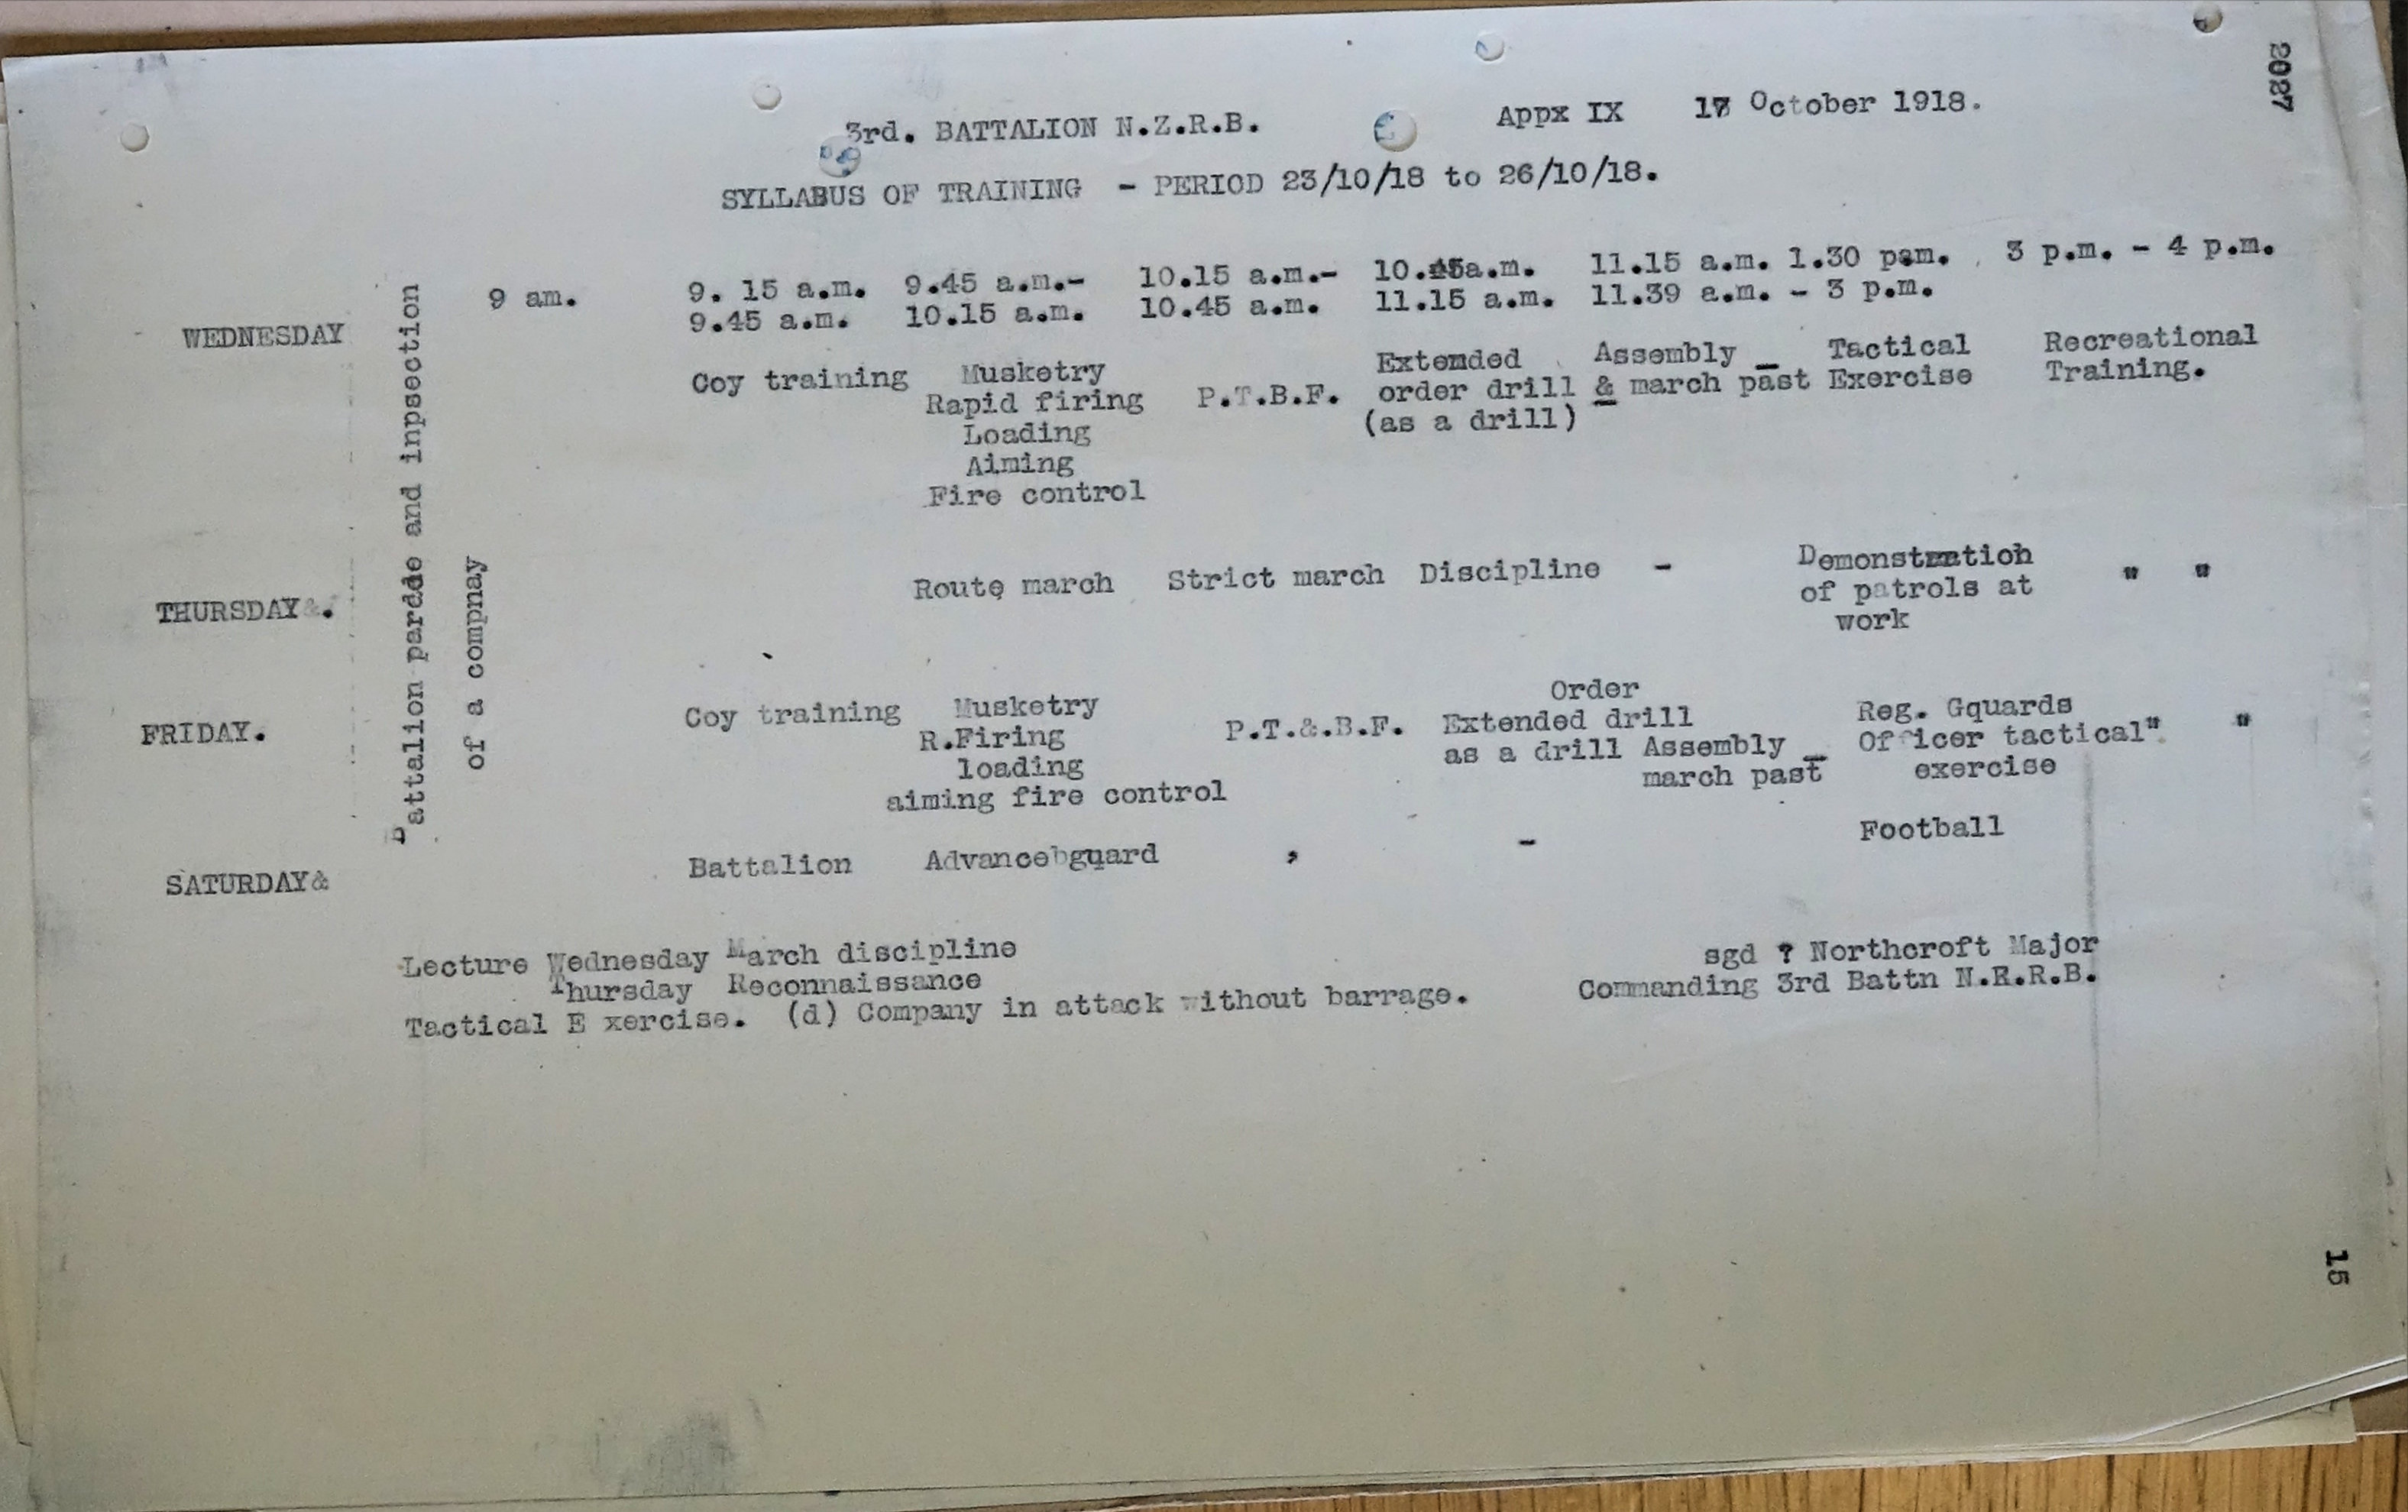 2027
3rd. BATTALION N.Z.R.B. Appx IX October 1918.
SYLLABUS OF TRAINING - PERIOD 23/10/18 to 26/10/18.
9 am. 9. 15 a.m. 9.45 a.m.- 10.15 a.m.- 10.45a.m. 11.15 a.m. 1.30 pam. 3 p.m. - 4 p.m.
9.45 a.m. 10.15 a.m. 10.45 a.m. 11.15 a.m. 11.39 a.m. - 3 p.m.
WEDNESDAY
Battalion parade and inpsection
of a compnay
Coy training Musketry P.T.B.F. Extended Assembly _ Tactical Recreational
Rapid firing order drill & march past Exercise Training.
Loading (as a drill)
Aiming
Fire control
THURSDAY&. Route march Strict march Discipline - Demonstration " "
of patrols at
work
Order
FRIDAY. Coy training Musketry P.T.&.B.F. Extended drill Reg. Gquards
R.Firing as a drill Assembly _ Officer tactical" "
loading march past exercise
aiming fire control
Football
SATURDAY& Battalion Advancebguard , -
Lecture Wednesday March discipline sgd ? Northcroft Major
Thursday Reconnaissance Commanding 3rd Battn N.R.R.B.
Tactical E xercise. (d) Company in attack without barrage.
15